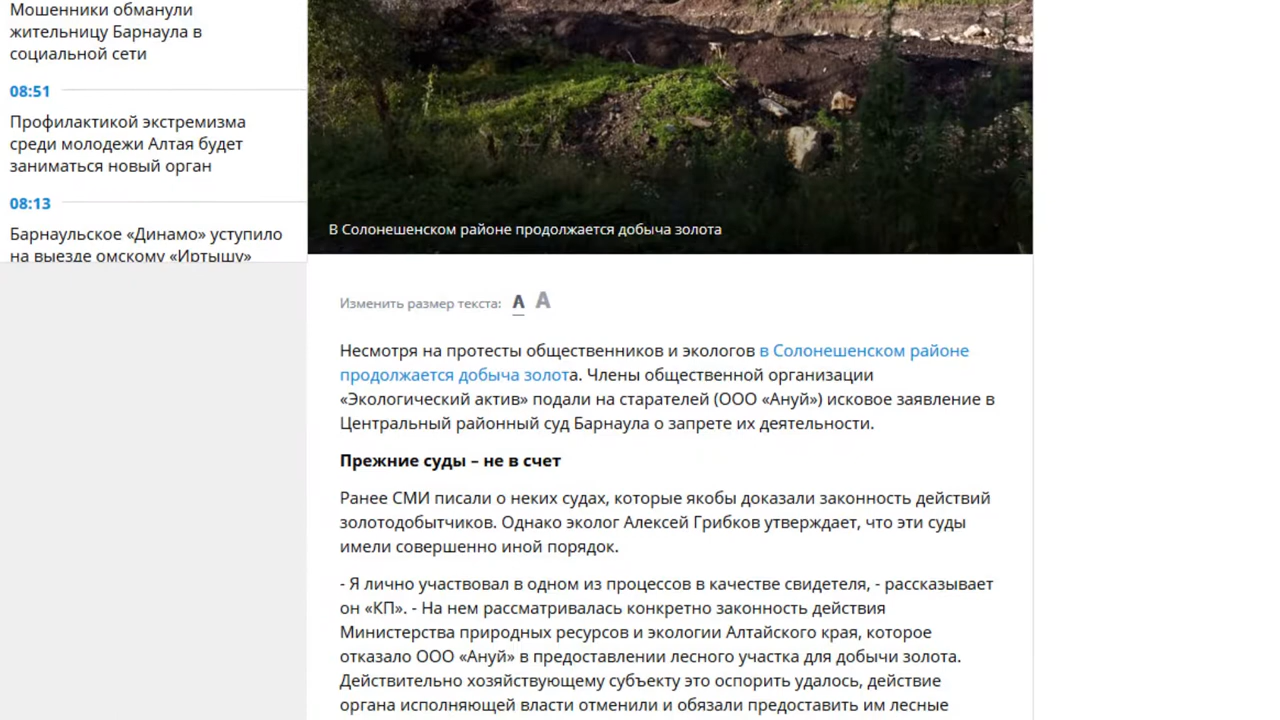 Мошенники обманули
жительницу Барнаула в
социальной сети
08:51
Профилактикой экстремизма
среди молодежи Алтая будет
заниматься новый орган
08:13
Барнаульское «Динамо» уступило
на выезде омскому «Иртышу»
В Солонешенском районе продолжается добыча золота
Изменить размер текста: A A
Несмотря на протесты общественников и экологов в Солонешенском районе
продолжается добыча золота. Члены общественной организации
«Экологический актив» подали на старателей (ООО «Ануй») исковое заявление в
Центральный районный суд Барнаула о запрете их деятельности.
Прежние суды – не в счет
Ранее СМИ писали о неких судах, которые якобы доказали законность действий
золотодобытчиков. Однако эколог Алексей Грибков утверждает, что эти суды
имели совершенно иной порядок.
- Я лично участвовал в одном из процессов в качестве свидетеля, - рассказывает
он «КП». - На нем рассматривалась конкретно законность действия
Министерства природных ресурсов и экологии Алтайского края, которое
отказало ООО «Ануй» в предоставлении лесного участка для добычи золота.
Действительно хозяйствующему субъекту это оспорить удалось, действие
органа исполняющей власти отменили и обязали предоставить им лесные